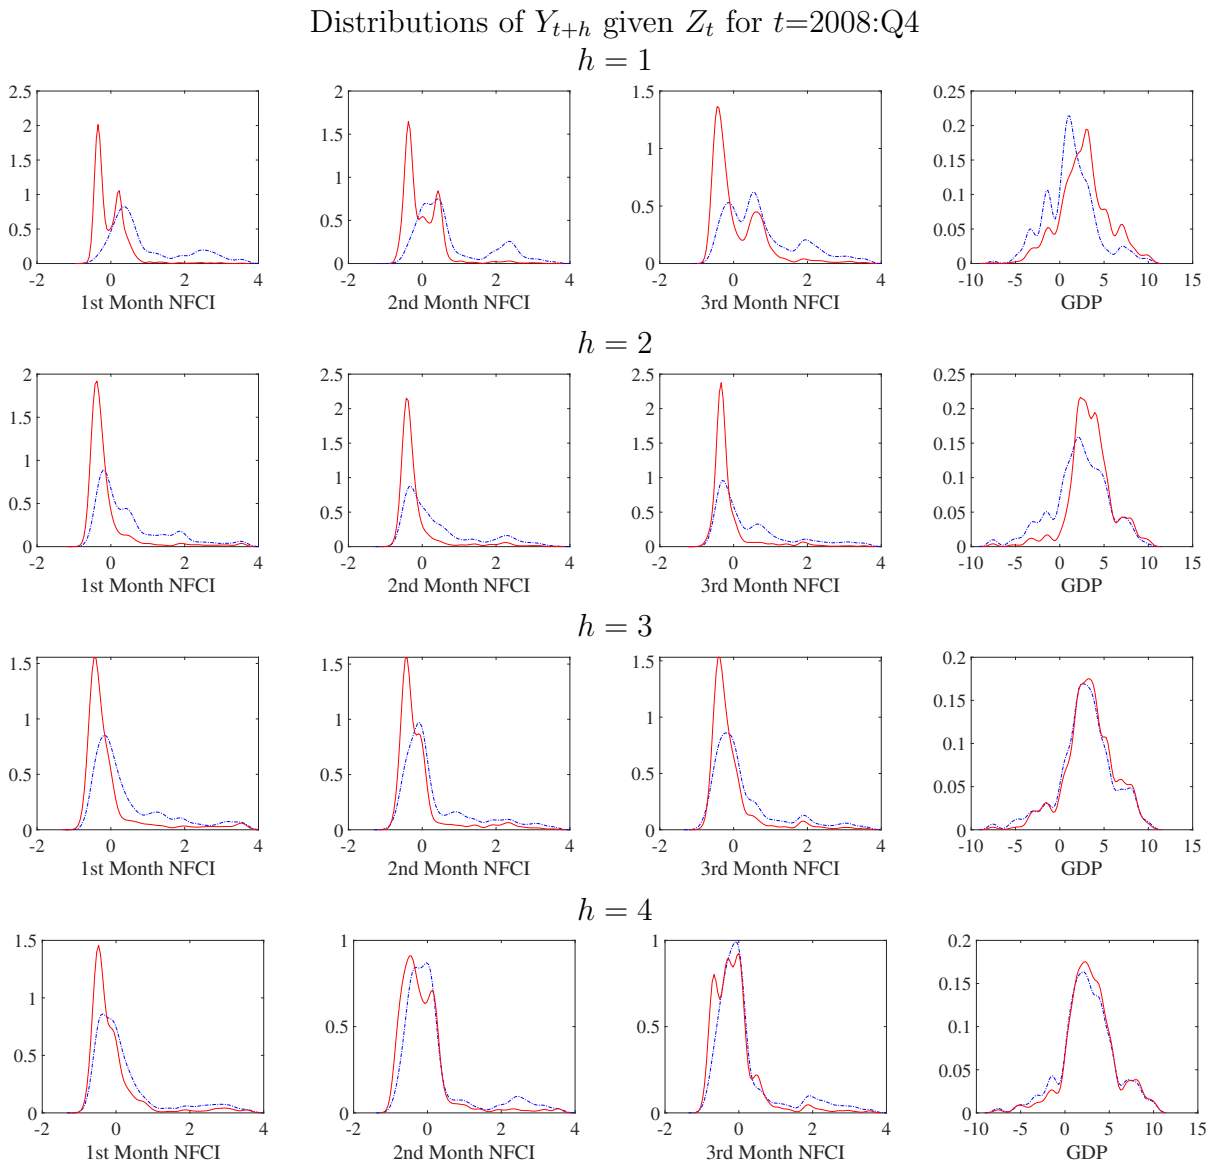 Distributions of Y_{t+h} given Z_t for t=2008:Q4
h = 1
2.5 2 1.5 1 0.5 0
-2 0 2 4
1st Month NFCI
2 1.5 1 0.5 0
-2 0 2 4
2nd Month NFCI
1.5 1 0.5 0
-2 0 2 4
3rd Month NFCI
0.25 0.2 0.15 0.1 0.05 0
-10 -5 0 5 10 15
GDP
h = 2
2 1.5 1 0.5 0
-2 0 2 4
1st Month NFCI
2.5 2 1.5 1 0.5 0
-2 0 2 4
2nd Month NFCI
2.5 2 1.5 1 0.5 0
-2 0 2 4
3rd Month NFCI
0.25 0.2 0.15 0.1 0.05 0
-10 -5 0 5 10 15
GDP
h = 3
1.5 1 0.5 0
-2 0 2 4
1st Month NFCI
1.5 1 0.5 0
-2 0 2 4
2nd Month NFCI
1.5 1 0.5 0
-2 0 2 4
3rd Month NFCI
0.2 0.15 0.1 0.05 0
-10 -5 0 5 10 15
GDP
h = 4
1.5 1 0.5 0
-2 0 2 4
1st Month NFCI
1 0.5 0
-2 0 2 4
2nd Month NFCI
1 0.5 0
-2 0 2 4
3rd Month NFCI
0.2 0.15 0.1 0.05 0
-10 -5 0 5 10 15
GDP